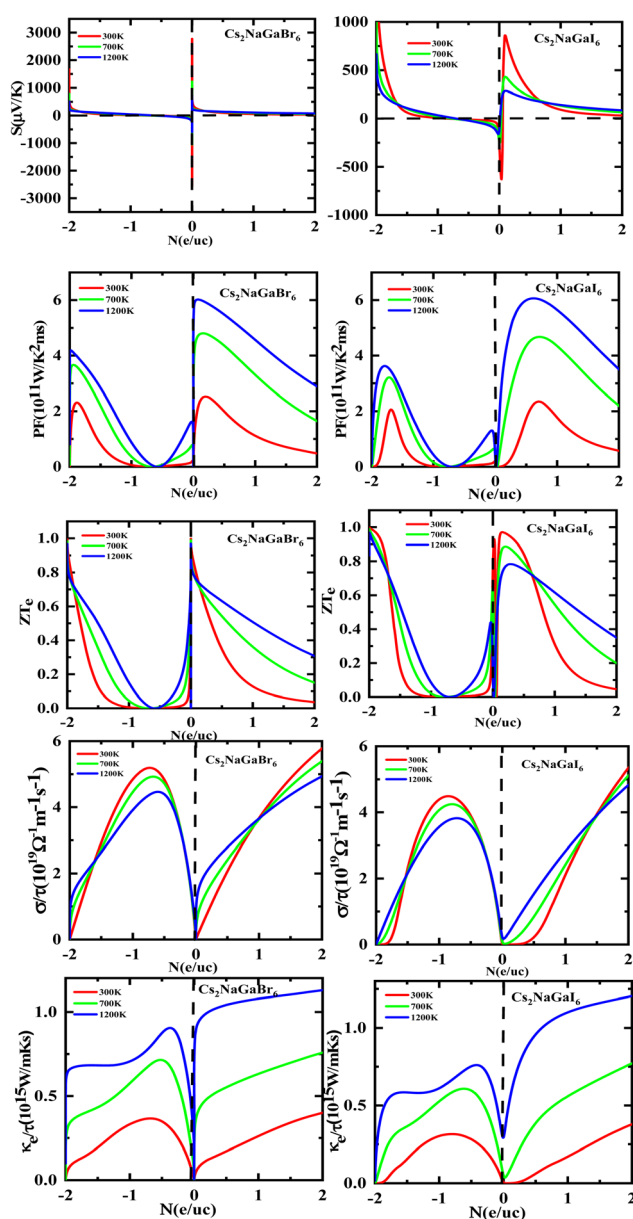 Cs2NaGaBr6
300K
700K
1200K
S(μV/K)
3000
2000
1000
0
-1000
-2000
-3000
-2 -1 0 1 2
N(e/uc)
Cs2NaGaI6
300K
700K
1200K
1000
500
0
-500
-1000
-2 -1 0 1 2
N(e/uc)
Cs2NaGaBr6
300K
700K
1200K
PF(10^11W/K^2ms)
6
4
2
0
-2 -1 0 1 2
N(e/uc)
Cs2NaGaI6
300K
700K
1200K
PF(10^11W/K^2ms)
6
4
2
0
-2 -1 0 1 2
N(e/uc)
Cs2NaGaBr6
300K
700K
1200K
ZTe
1.0
0.8
0.6
0.4
0.2
0.0
-2 -1 0 1 2
N(e/uc)
Cs2NaGaI6
300K
700K
1200K
ZTe
1.0
0.8
0.6
0.4
0.2
0.0
-2 -1 0 1 2
N(e/uc)
Cs2NaGaBr6
300K
700K
1200K
σ/τ(10^19Ω^-1m^-1s^-1)
6
4
2
0
-2 -1 0 1 2
N(e/uc)
Cs2NaGaI6
300K
700K
1200K
σ/τ(10^19Ω^-1m^-1s^-1)
6
4
2
0
-2 -1 0 1 2
N(e/uc)
Cs2NaGaBr6
300K
700K
1200K
κe/τ(10^15W/mKs)
1.0
0.5
0.0
-2 -1 0 1 2
N(e/uc)
Cs2NaGaI6
300K
700K
1200K
κe/τ(10^15W/mKs)
1.0
0.5
0.0
-2 -1 0 1 2
N(e/uc)